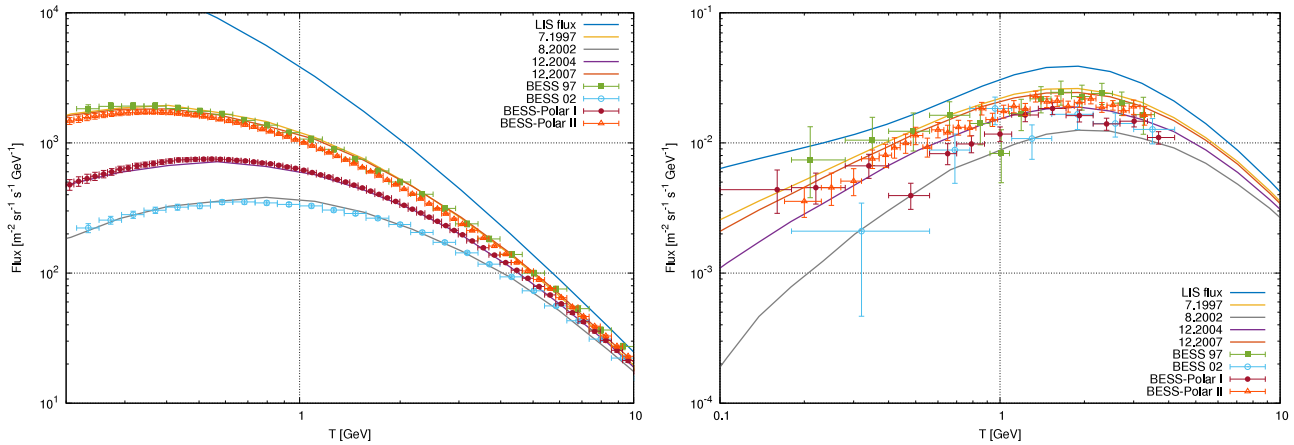 10^4
10^3
10^2
10^1
Flux [m^-2 sr^-1 s^-1 GeV^-1]
1
10
T [GeV]
LIS flux
7.1997
8.2002
12.2004
12.2007
BESS 97
BESS 02
BESS-Polar I
BESS-Polar II
10^-1
10^-2
10^-3
10^-4
Flux [m^-2 sr^-1 s^-1 GeV^-1]
0.1
1
10
T [GeV]
LIS flux
7.1997
8.2002
12.2004
12.2007
BESS 97
BESS 02
BESS-Polar I
BESS-Polar II